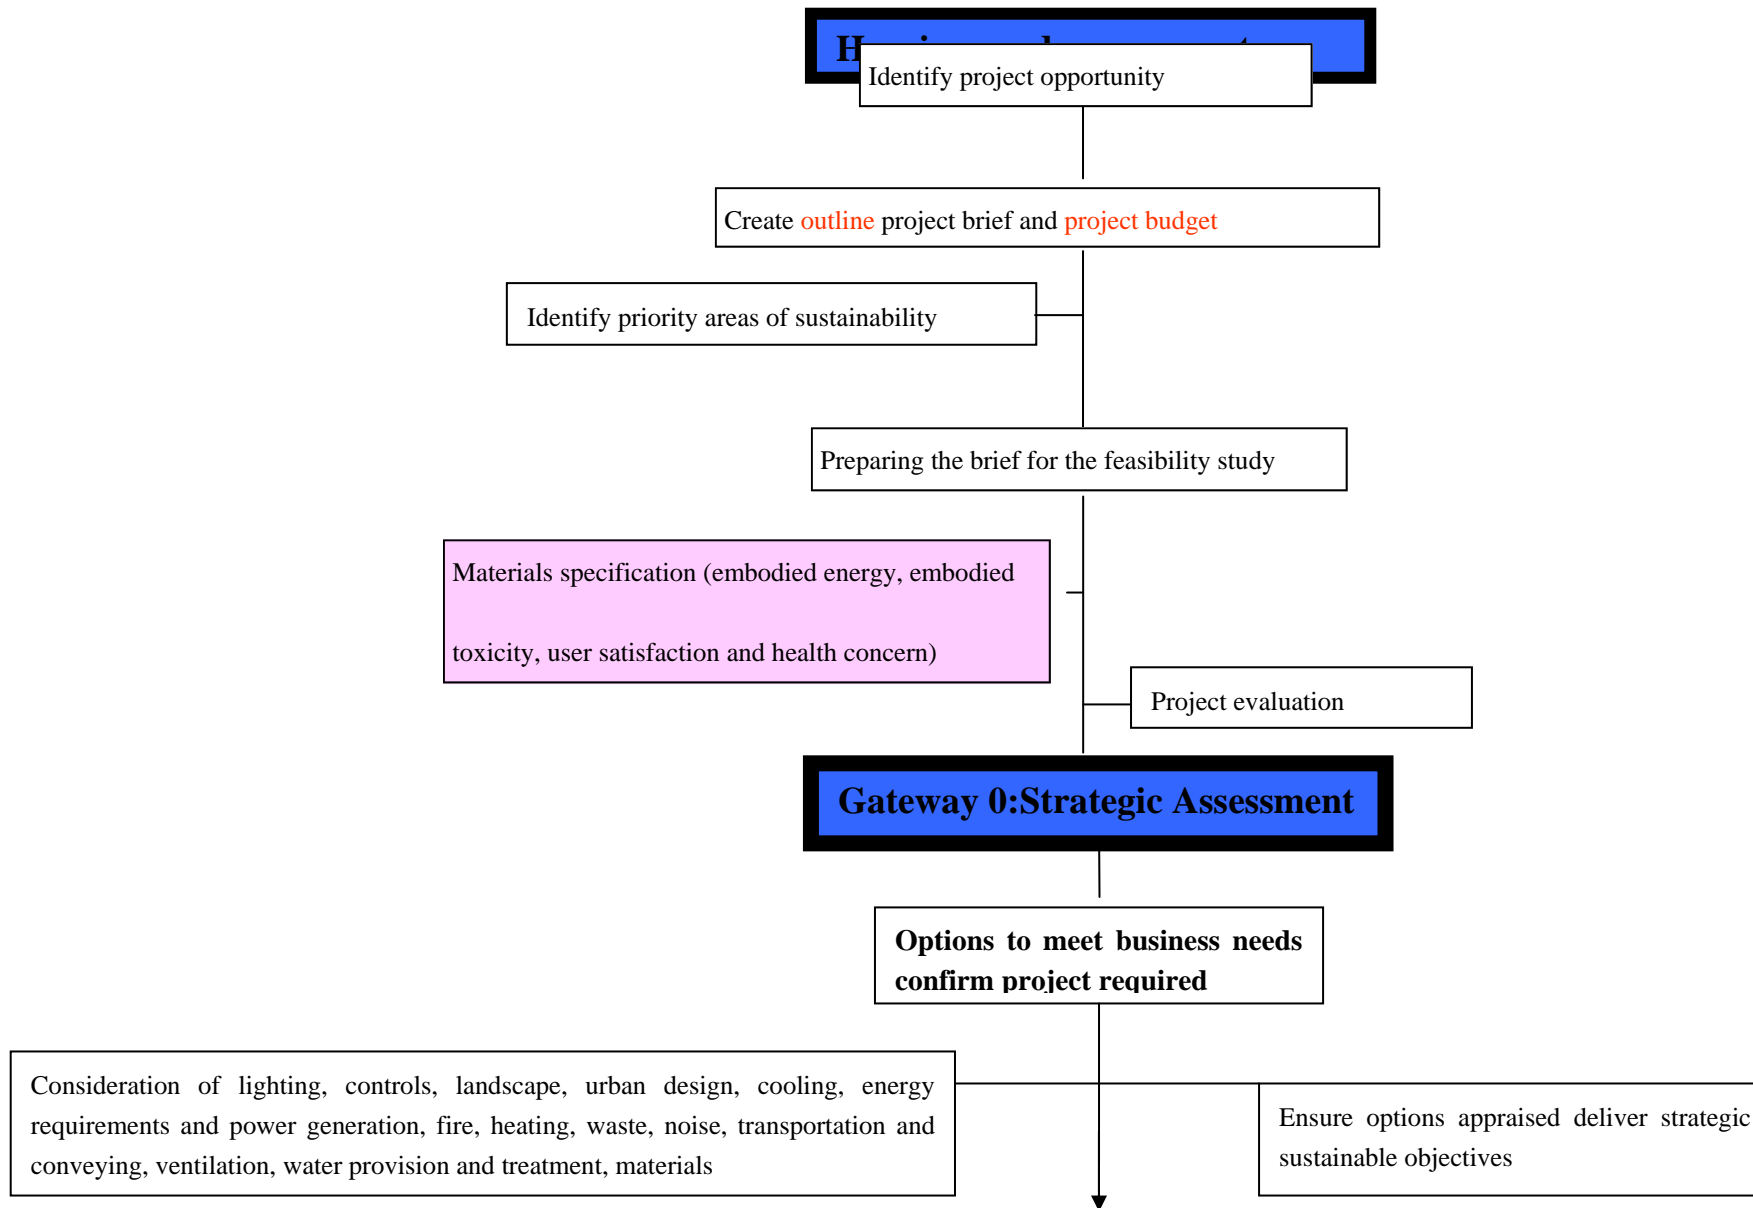 Identify project opportunity
Create outline project brief and project budget
Identify priority areas of sustainability
Preparing the brief for the feasibility study
Materials specification (embodied energy, embodied
toxicity, user satisfaction and health concern)
Project evaluation
Gateway 0:Strategic Assessment
Options to meet business needs
confirm project required
Consideration of lighting, controls, landscape, urban design, cooling, energy
requirements and power generation, fire, heating, waste, noise, transportation and
conveying, ventilation, water provision and treatment, materials
Ensure options appraised deliver strategic
sustainable objectives